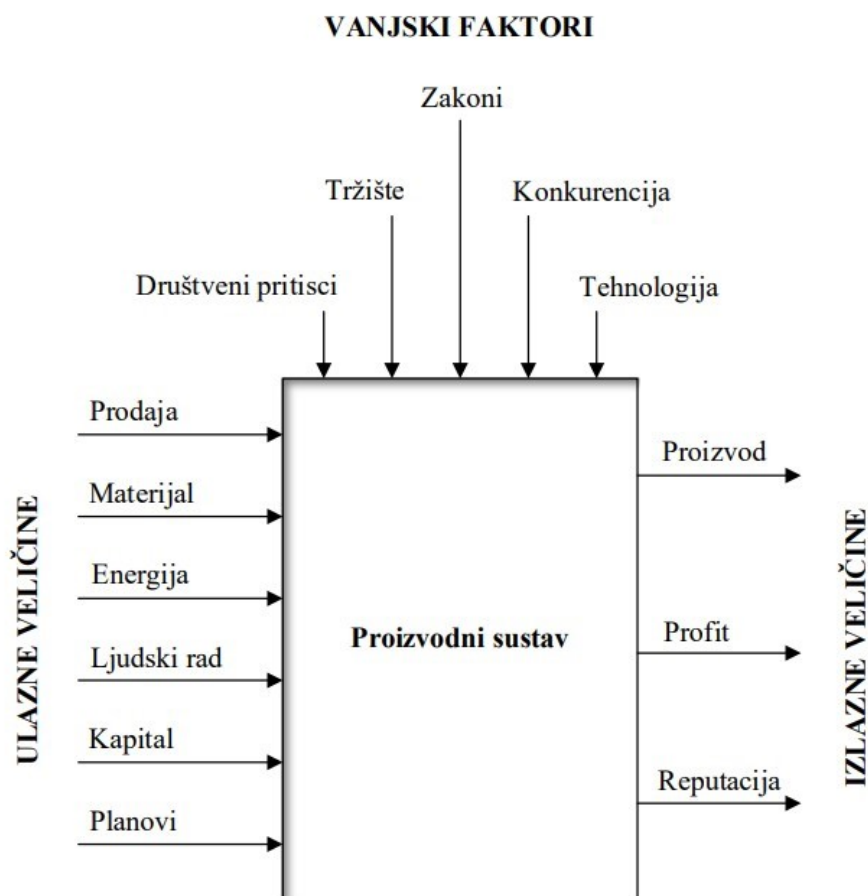 VANJSKI FAKTORI
Zakoni
Tržište
Konkurencija
Društveni pritisci
Tehnologija
ULAZNE VELIČINE
Prodaja
Materijal
Energija
Ljudski rad
Kapital
Planovi
Proizvodni sustav
Proizvod
Profit
Reputacija
IZLAZNE VELIČINE